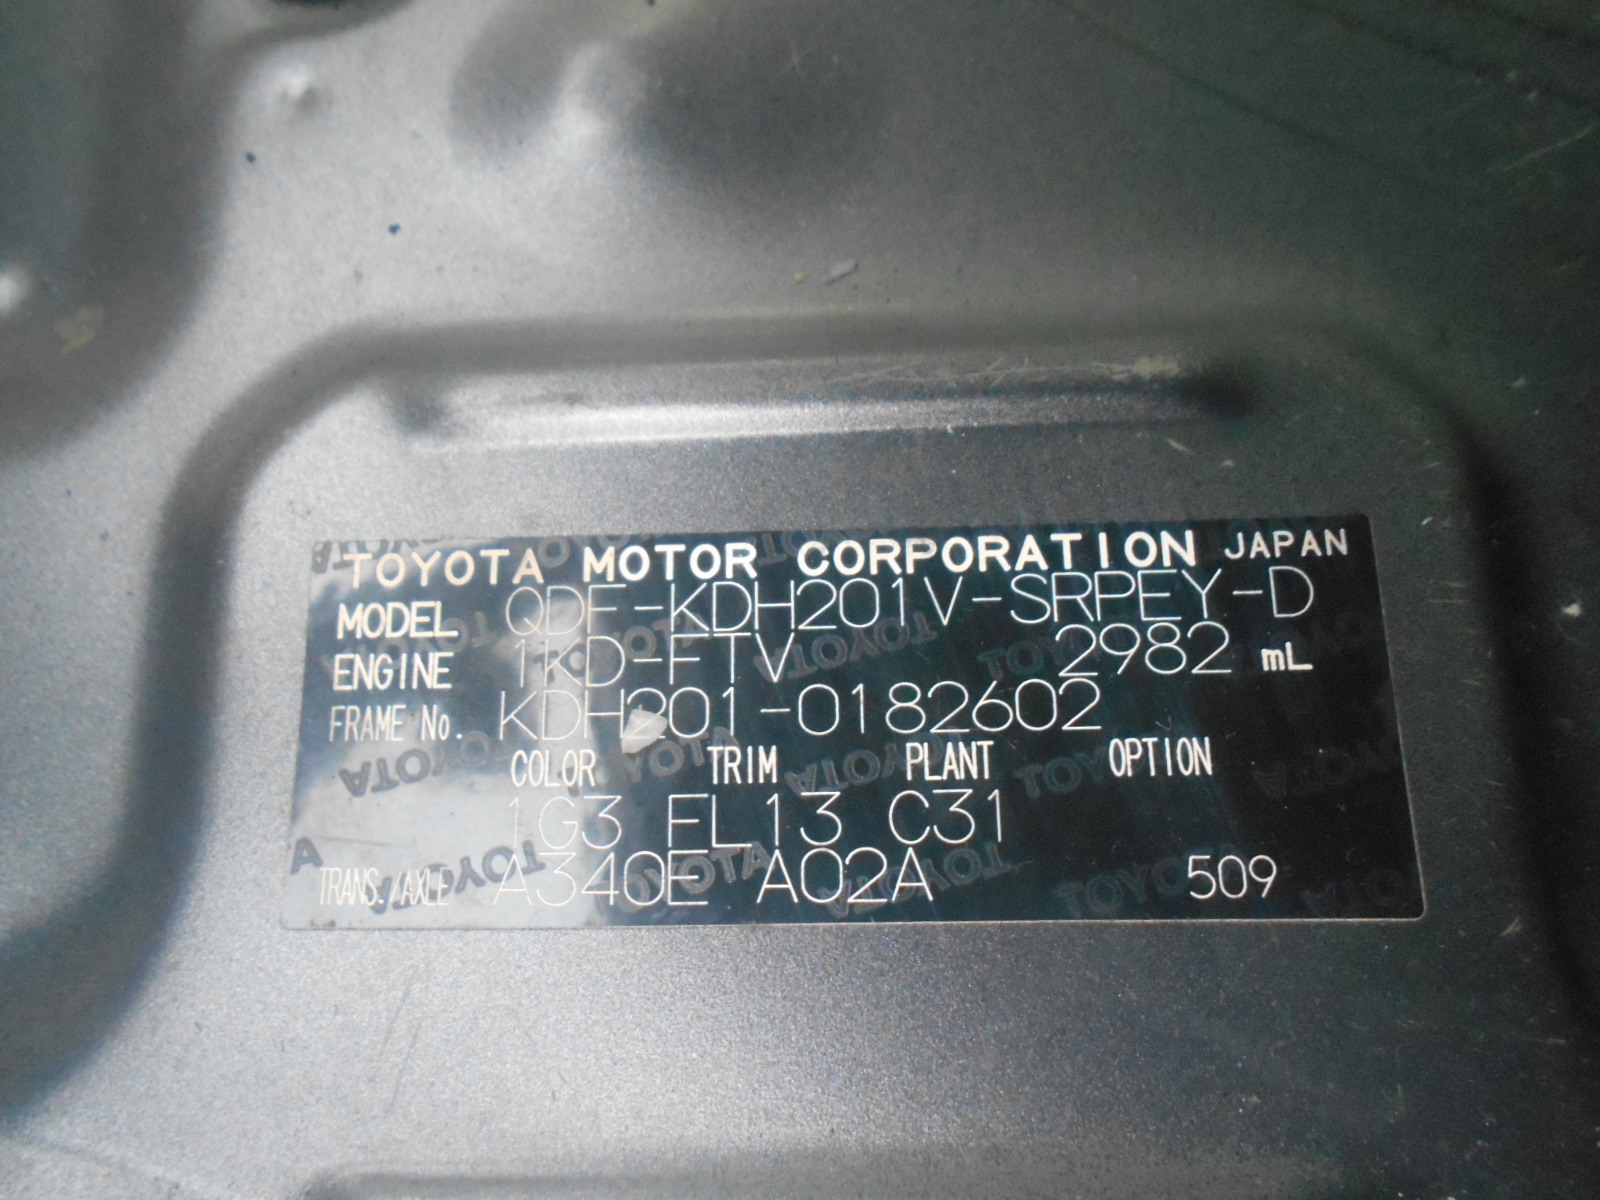 TOYOTA MOTOR CORPORATION JAPAN
MODEL QDF-KDH201V-SRPEY-D
ENGINE 1KD-FTV 2982 mL
FRAME No. KDH201-0182602
COLOR TRIM PLANT OPTION
1G3 FL13 C31
TRANS./AXLE A340E A02A 509